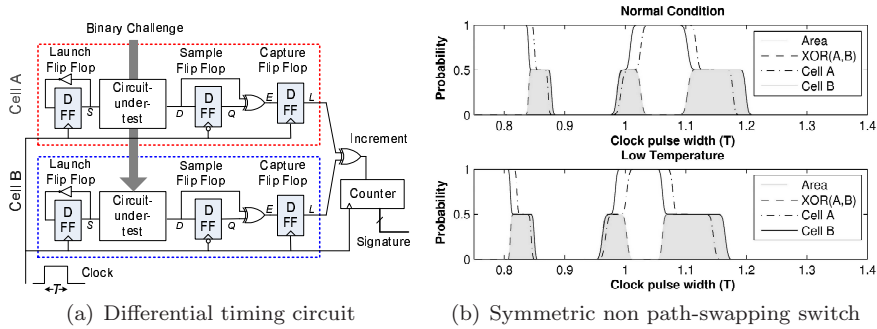 Binary Challenge
Cell A
Launch
Flip Flop
Sample
Flip Flop
Capture
Flip Flop
D
FF
S
Circuit-
under-
test
D
D
FF
Q
E
D
FF
L
Increment
Cell B
Launch
Flip Flop
Sample
Flip Flop
Capture
Flip Flop
D
FF
S
Circuit-
under-
test
D
D
FF
Q
E
D
FF
L
Counter
Signature
Clock
T
(a) Differential timing circuit
Normal Condition
Probability
1
0.5
0
Area
XOR(A,B)
Cell A
Cell B
0.8 0.9 1 1.1 1.2 1.3 1.4
Clock pulse width (T)
Low Temperature
Probability
1
0.5
0
Area
XOR(A,B)
Cell A
Cell B
0.8 0.9 1 1.1 1.2 1.3 1.4
Clock pulse width (T)
(b) Symmetric non path-swapping switch